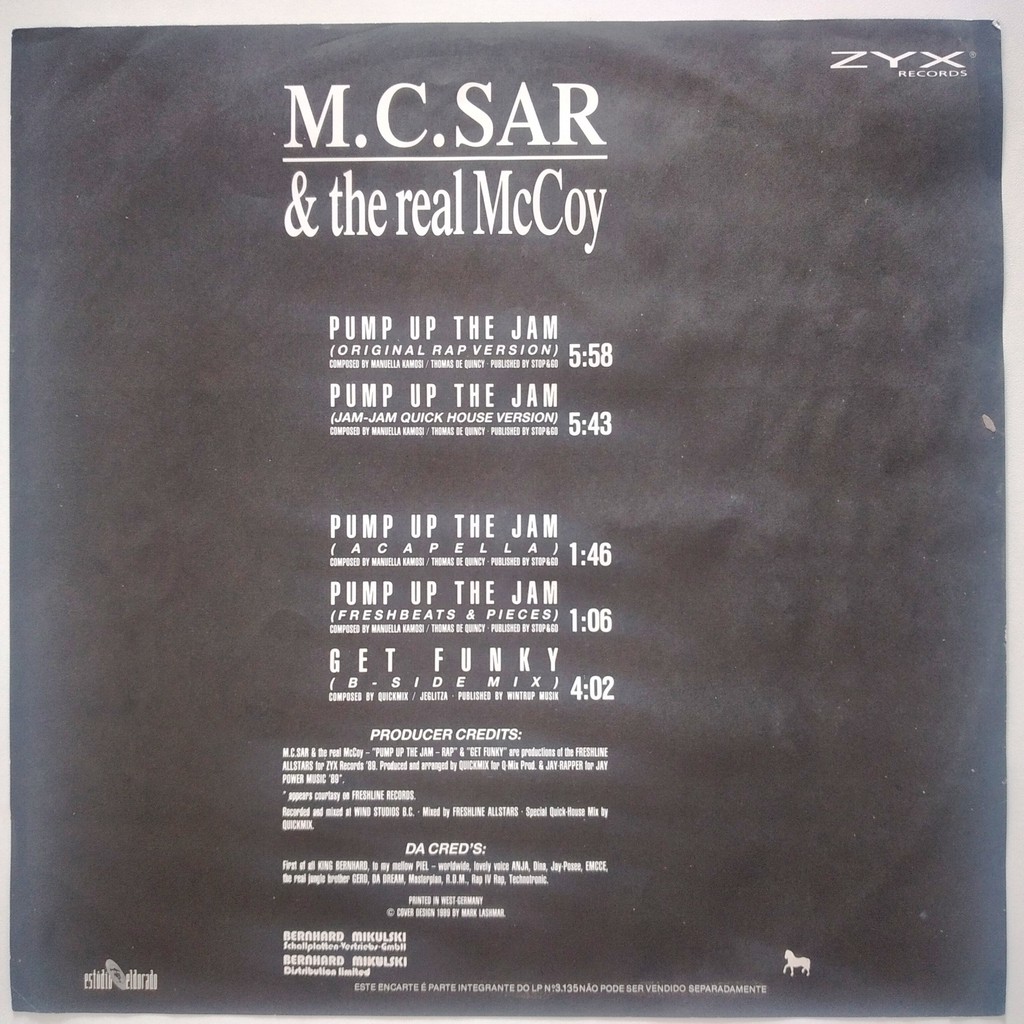 ZYX
RECORDS
M.C.SAR
& the real McCoy
PUMP UP THE JAM
(ORIGINAL RAP VERSION) 5:58
COMPOSED BY MANUELLA KAMOSI / THOMAS DE QUINCY · PUBLISHED BY STOP&GO
PUMP UP THE JAM
(JAM-JAM QUICK HOUSE VERSION) 5:43
COMPOSED BY MANUELLA KAMOSI / THOMAS DE QUINCY · PUBLISHED BY STOP&GO
PUMP UP THE JAM
(ACAPELLA) 1:46
COMPOSED BY MANUELLA KAMOSI / THOMAS DE QUINCY · PUBLISHED BY STOP&GO
PUMP UP THE JAM
(FRESHBEATS & PIECES) 1:06
COMPOSED BY MANUELLA KAMOSI / THOMAS DE QUINCY · PUBLISHED BY STOP&GO
GET FUNKY
(B-SIDE MIX) 4:02
COMPOSED BY QUICKMIX / JEGLITZA · PUBLISHED BY WINTRUP MUSIK
PRODUCER CREDITS:
M.C.SAR & the real McCoy – "PUMP UP THE JAM – RAP" & "GET FUNKY" are productions of the FRESHLINE
ALLSTARS for ZYX Records '89. Produced and arranged by QUICKMIX for Q-Mix Prod. & JAY-RAPPER for JAY
POWER MUSIC '89*.
* appears courtesy on FRESHLINE RECORDS.
Recorded and mixed at WIND STUDIOS B.C. · Mixed by FRESHLINE ALLSTARS · Special Quick-House Mix by
QUICKMIX.
DA CRED'S:
First of all KING BERNHARD, to my mellow PIEL – worldwide, lovely voice ANJA, Dina, Jay-Posee, EMCEE,
the real jungle brother GERD, DA DREAM, Masterplan, R.D.M., Rap IV Rap, Technotronic.
PRINTED IN WEST-GERMANY
© COVER DESIGN 1989 BY MARK LASHMAR.
BERNHARD MIKULSKI
Schallplatten-Vertriebs-GmbH
BERNHARD MIKULSKI
Distribution limited
estúdio eldorado
ESTE ENCARTE É PARTE INTEGRANTE DO LP Nº3.135 NÃO PODE SER VENDIDO SEPARADAMENTE